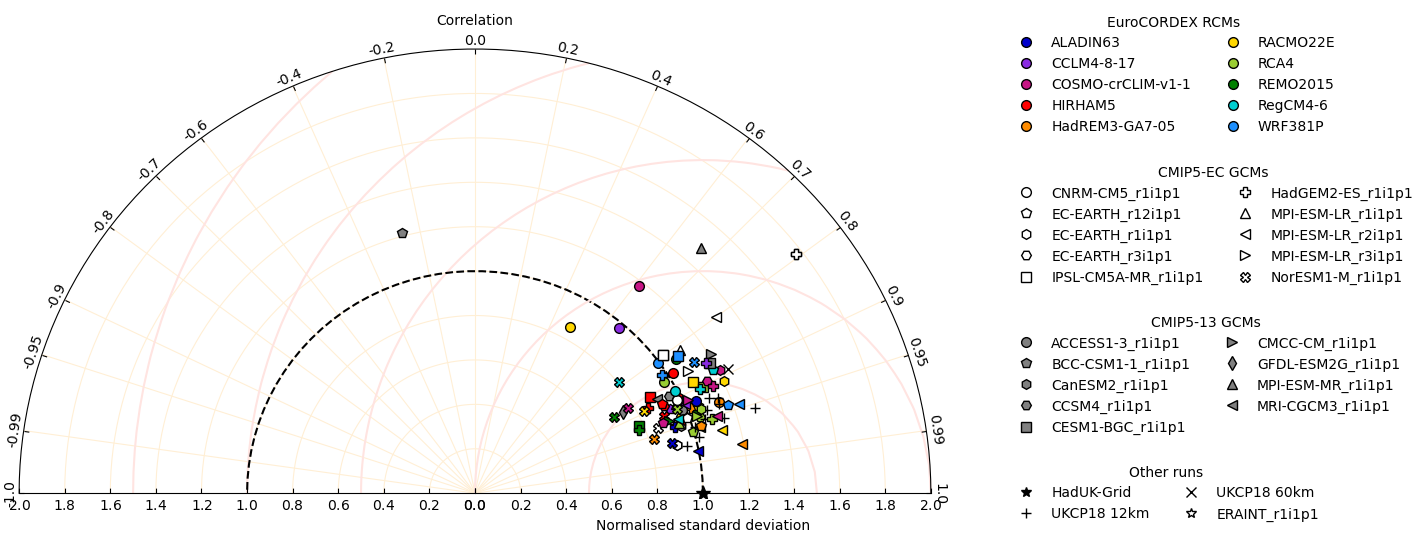 Correlation
0.0
-0.2
0.2
-0.4
0.4
-0.6
0.6
-0.7
0.7
-0.8
0.8
-0.9
0.9
-0.95
0.95
-0.99
0.99
-1.0
1.0
2.0 1.8 1.6 1.4 1.2 1.0 0.8 0.6 0.4 0.2 0.0 0.2 0.4 0.6 0.8 1.0 1.2 1.4 1.6 1.8 2.0
Normalised standard deviation
EuroCORDEX RCMs
ALADIN63 RACMO22E
CCLM4-8-17 RCA4
COSMO-crCLIM-v1-1 REMO2015
HIRHAM5 RegCM4-6
HadREM3-GA7-05 WRF381P
CMIP5-EC GCMs
CNRM-CM5_r1i1p1 HadGEM2-ES_r1i1p1
EC-EARTH_r12i1p1 MPI-ESM-LR_r1i1p1
EC-EARTH_r1i1p1 MPI-ESM-LR_r2i1p1
EC-EARTH_r3i1p1 MPI-ESM-LR_r3i1p1
IPSL-CM5A-MR_r1i1p1 NorESM1-M_r1i1p1
CMIP5-13 GCMs
ACCESS1-3_r1i1p1 CMCC-CM_r1i1p1
BCC-CSM1-1_r1i1p1 GFDL-ESM2G_r1i1p1
CanESM2_r1i1p1 MPI-ESM-MR_r1i1p1
CCSM4_r1i1p1 MRI-CGCM3_r1i1p1
CESM1-BGC_r1i1p1
Other runs
HadUK-Grid UKCP18 60km
UKCP18 12km ERAINT_r1i1p1